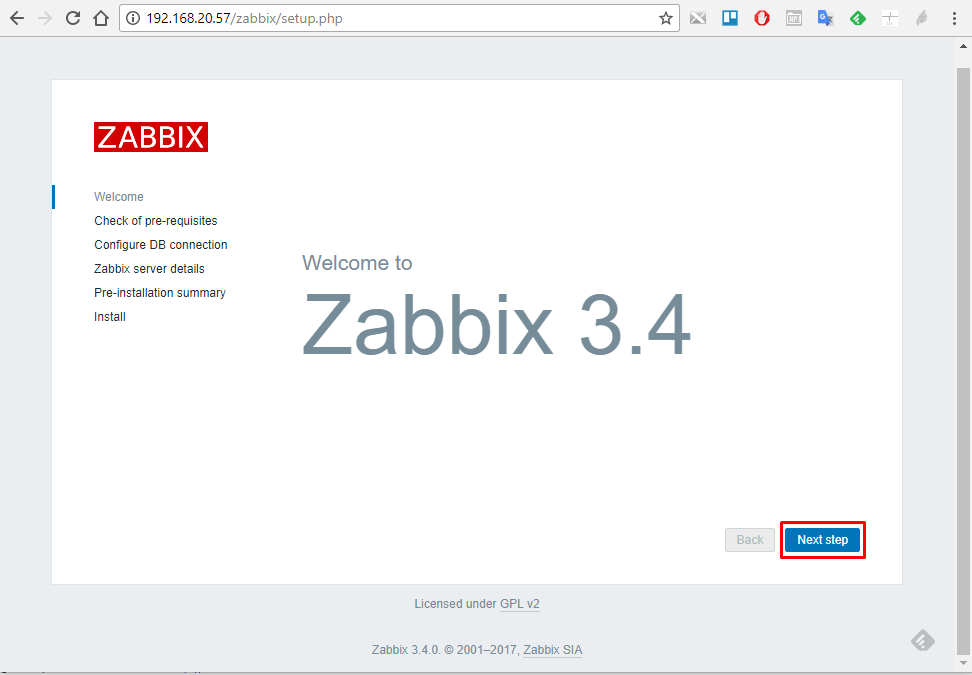 192.168.20.57/zabbix/setup.php
ZABBIX
Welcome
Check of pre-requisites
Configure DB connection
Zabbix server details
Pre-installation summary
Install
Welcome to
Zabbix 3.4
Back
Next step
Licensed under GPL v2
Zabbix 3.4.0. © 2001–2017, Zabbix SIA